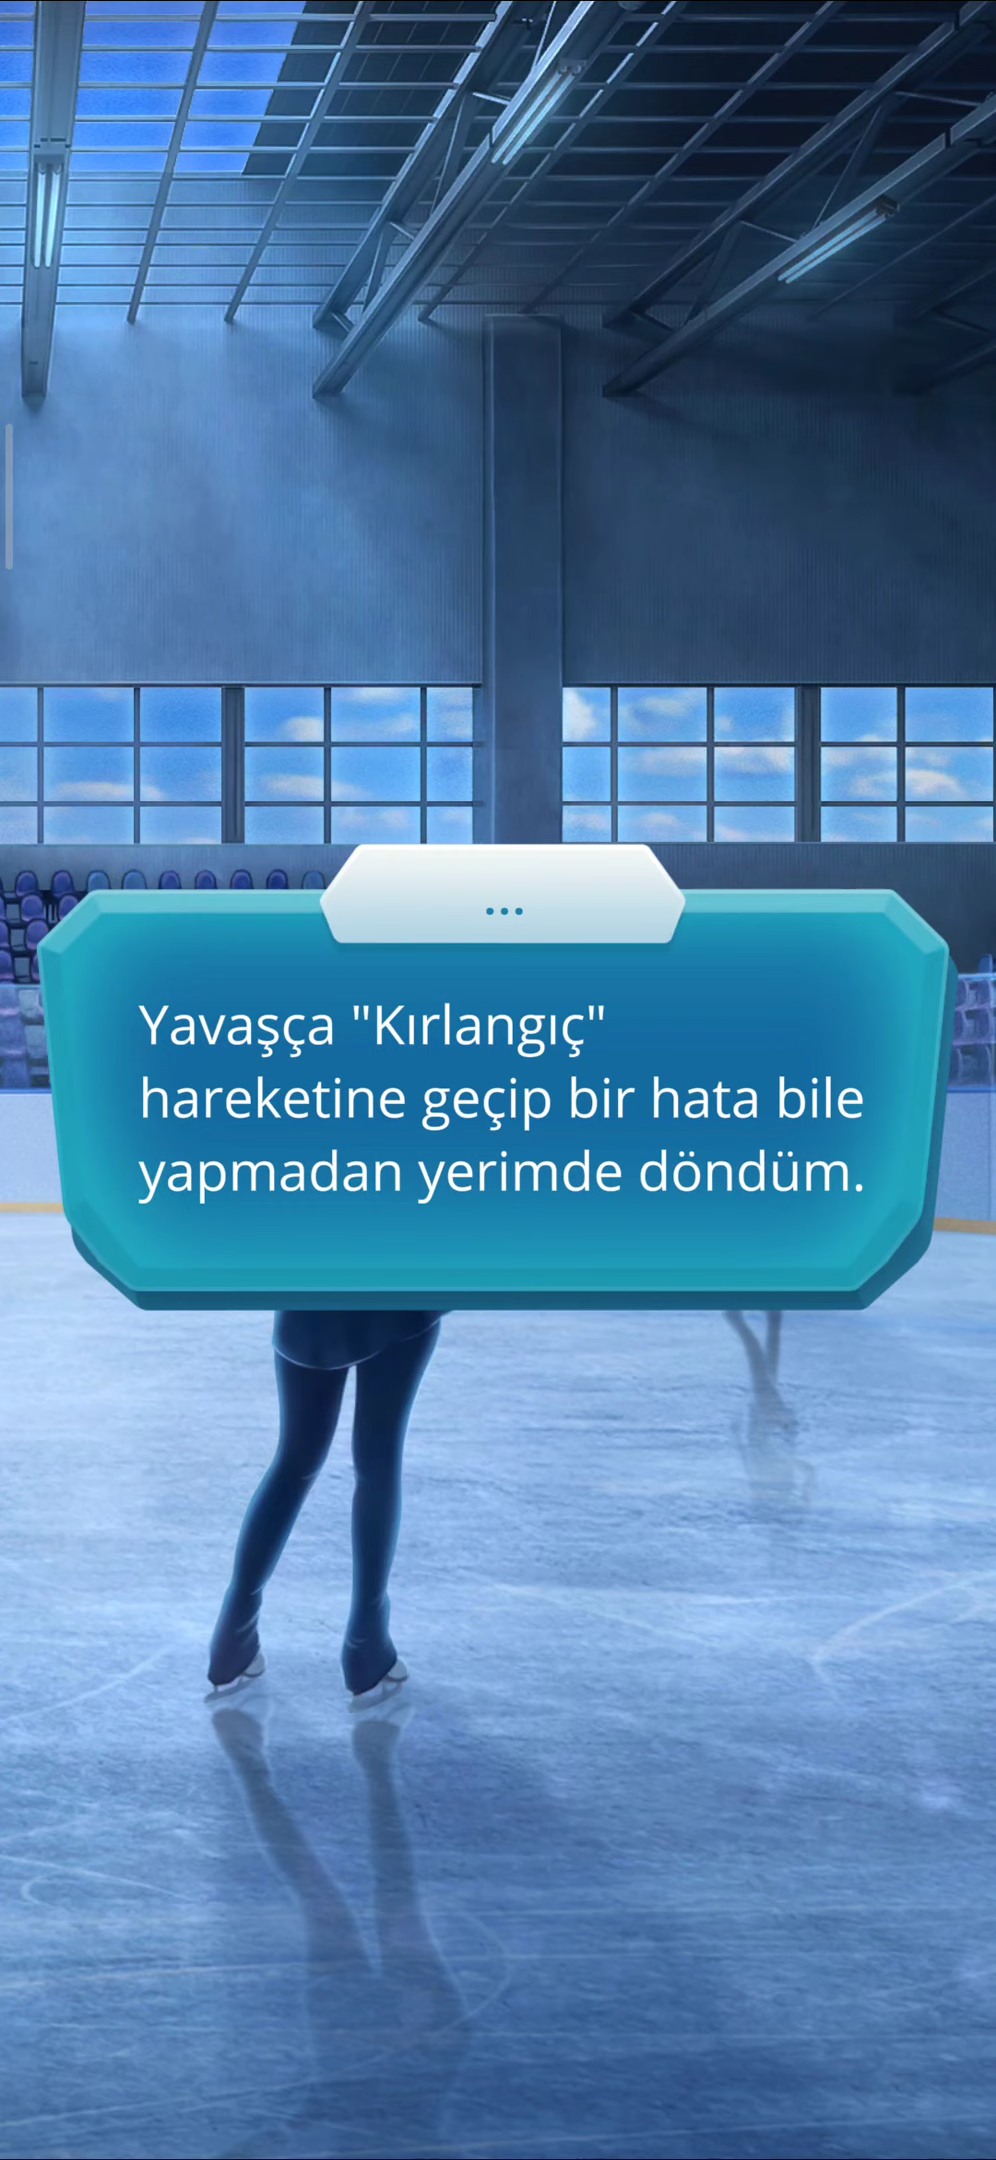 ...
Yavaşça "Kırlangıç"
hareketine geçip bir hata bile
yapmadan yerimde döndüm.